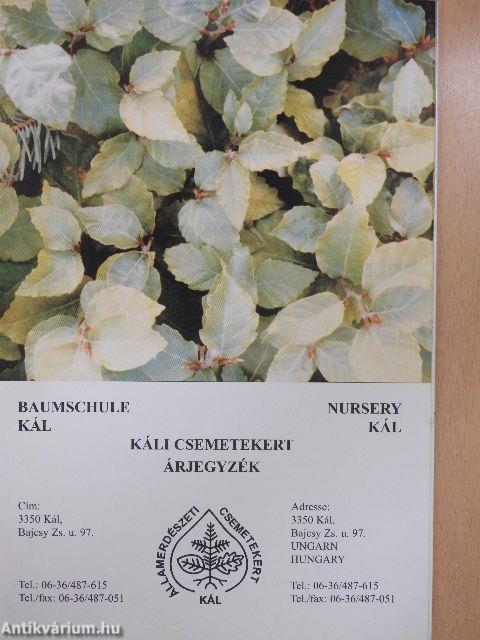 BAUMSCHULE
KÁL
NURSERY
KÁL
KÁLI CSEMETEKERT
ÁRJEGYZÉK
Cím:
3350 Kál,
Bajcsy Zs. u. 97.
Tel.: 06-36/487-615
Tel./fax: 06-36/487-051
ÁLLAMERDÉSZETI CSEMETEKERT
KÁL
Adresse:
3350 Kál,
Bajcsy Zs. u. 97.
UNGARN
HUNGARY
Tel.: 06-36/487-615
Tel./fax: 06-36/487-051
Antikvárium.hu